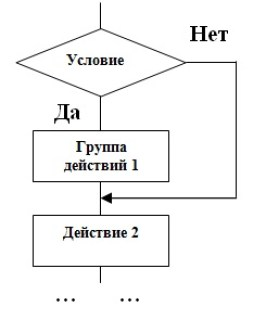 Условие
Нет
Да
Группа
действий 1
Действие 2
... ...